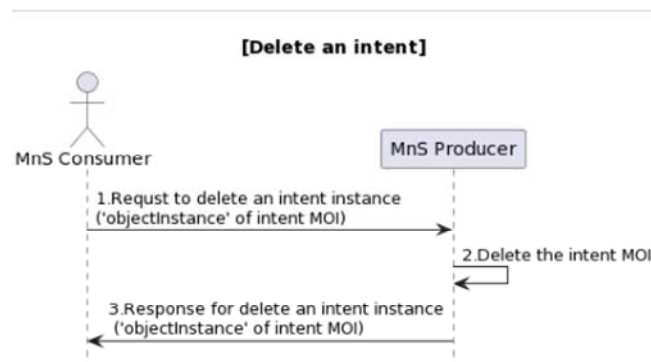 [Delete an intent]
MnS Consumer
MnS Producer
1.Requst to delete an intent instance
('objectInstance' of intent MOI)
2.Delete the intent MOI
3.Response for delete an intent instance
('objectInstance' of intent MOI)